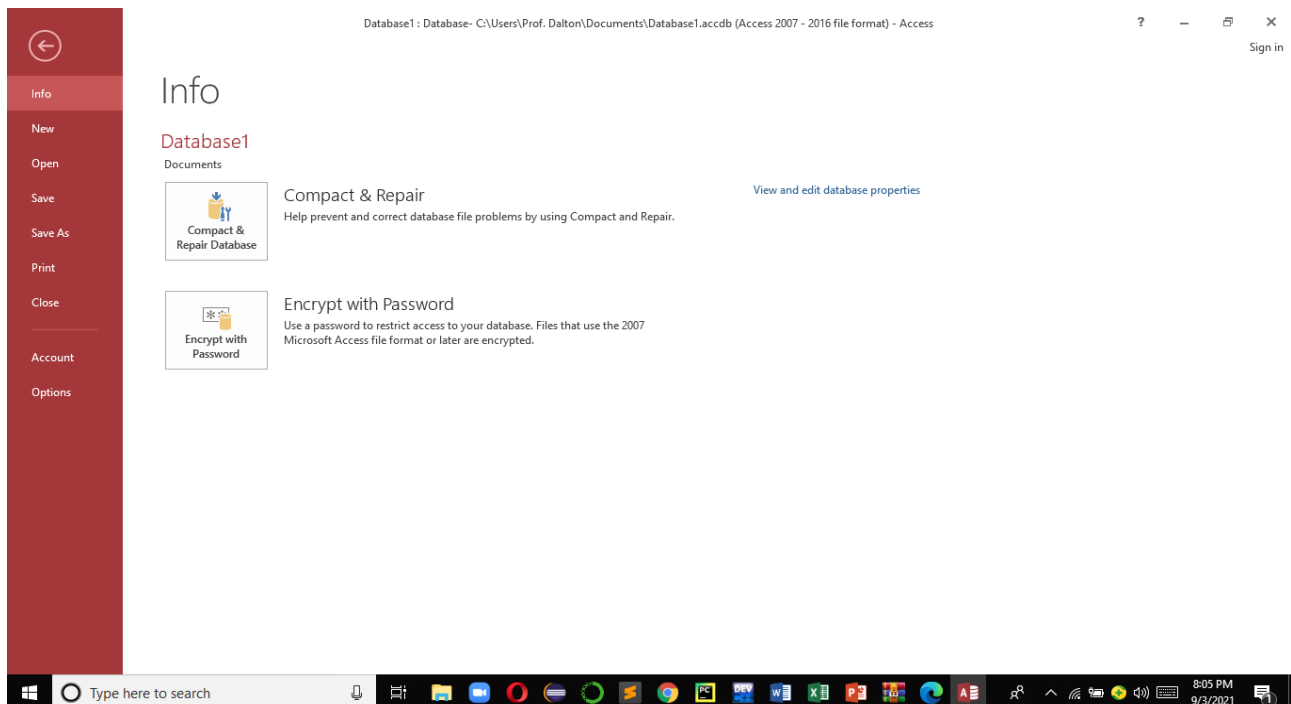 Database1 : Database- C:\Users\Prof. Dalton\Documents\Database1.accdb (Access 2007 - 2016 file format) - Access
?
Sign in
Info
New
Open
Save
Save As
Print
Close
Account
Options
Info
Database1
Documents
Compact &
Repair Database
Compact & Repair
Help prevent and correct database file problems by using Compact and Repair.
View and edit database properties
Encrypt with
Password
Encrypt with Password
Use a password to restrict access to your database. Files that use the 2007
Microsoft Access file format or later are encrypted.
Type here to search
PC
DEV
8:05 PM
9/3/2021
1